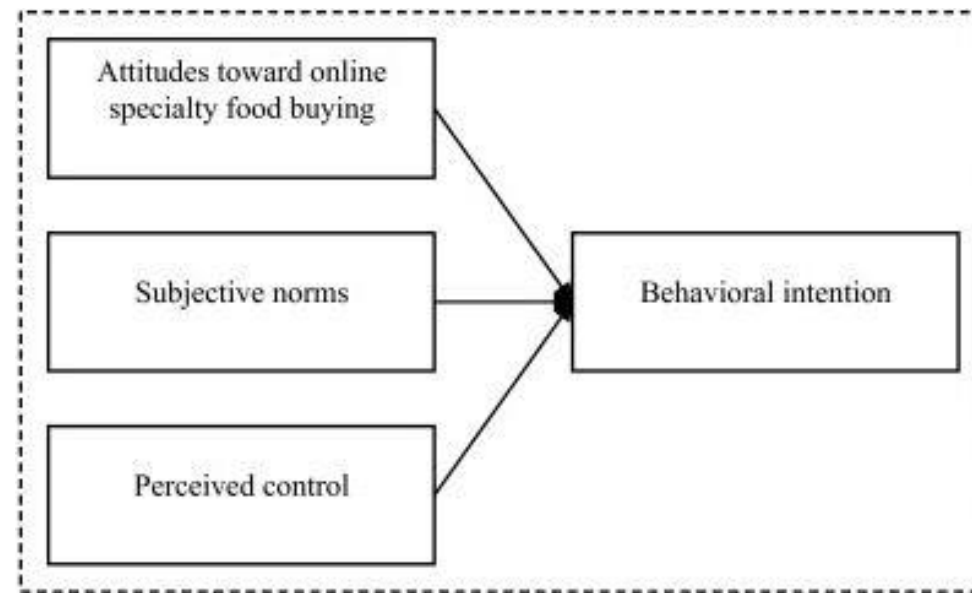 Attitudes toward online
specialty food buying
Subjective norms
Behavioral intention
Perceived control